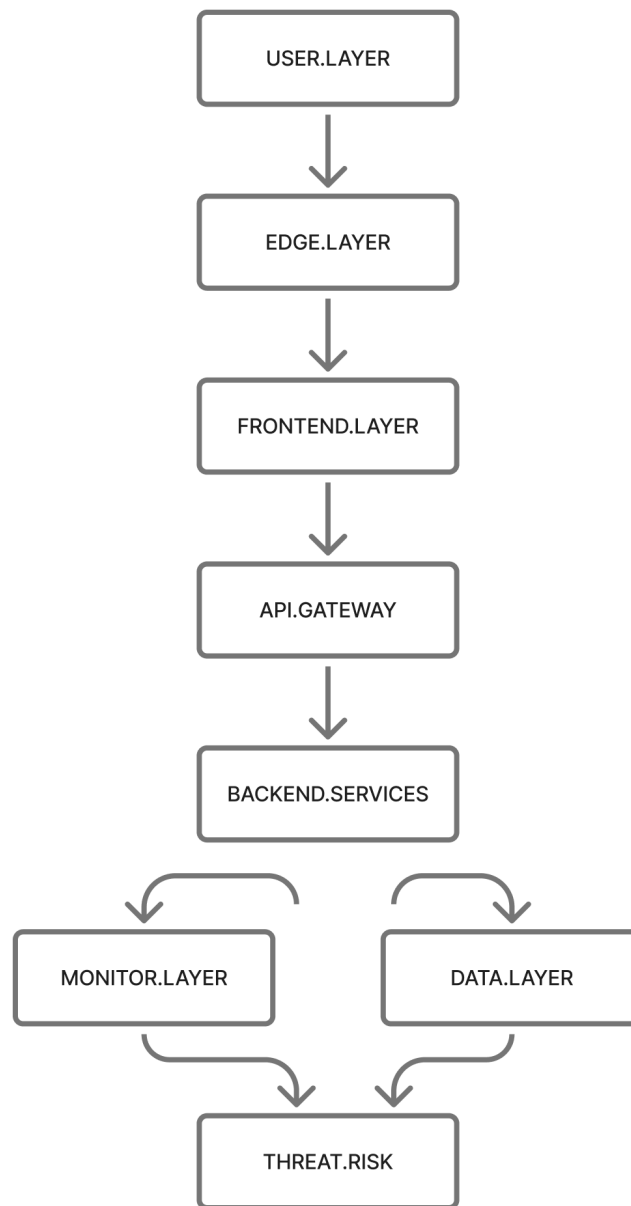 USER.LAYER
EDGE.LAYER
FRONTEND.LAYER
API.GATEWAY
BACKEND.SERVICES
MONITOR.LAYER
DATA.LAYER
THREAT.RISK